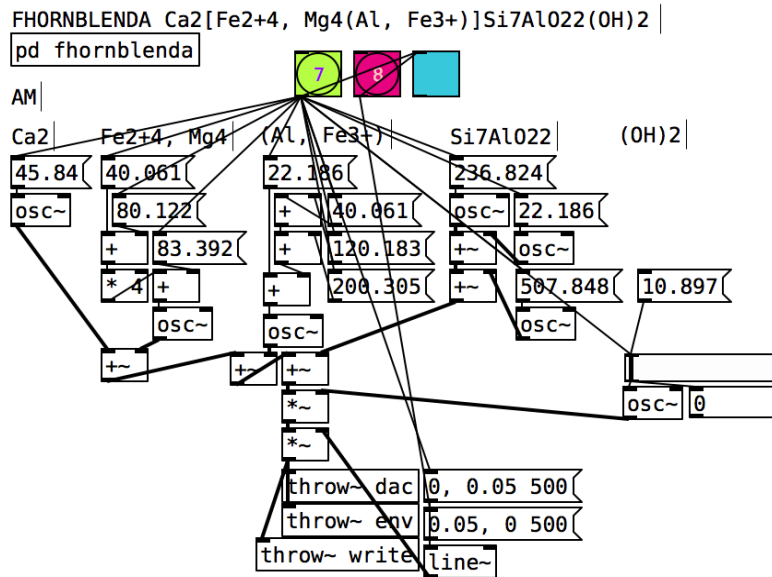 FHORNBLENDA Ca2[Fe2+4, Mg4(Al, Fe3+)]Si7AlO22(OH)2
pd fhornblenda
7 8
AM
Ca2 Fe2+4, Mg4 (Al, Fe3+) Si7AlO22 (OH)2
45.84 40.061 22.186 236.824
osc~ 80.122 + 40.061 osc~ 22.186
+ 83.392 + 120.183 +~ osc~
* 4 + + 200.305 +~ 507.848 10.897
osc~ osc~ osc~
+~ +~ +~
*~ osc~ 0
*~
throw~ dac 0, 0.05 500
throw~ env 0.05, 0 500
throw~ write line~